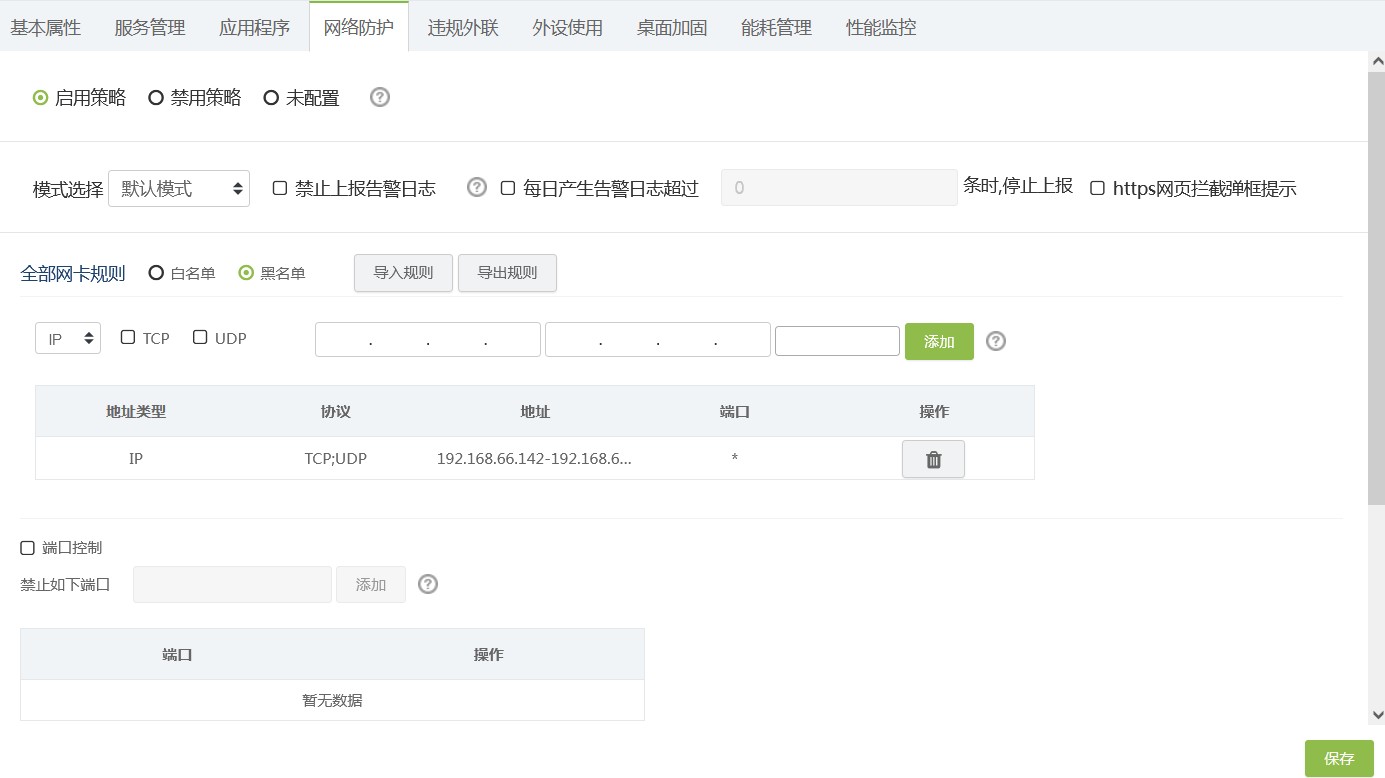 基本属性 服务管理 应用程序 网络防护 违规外联 外设使用 桌面加固 能耗管理 性能监控
启用策略 禁用策略 未配置 ?
模式选择 默认模式 禁止上报告警日志 ? 每日产生告警日志超过 0 条时,停止上报 https网页拦截弹框提示
全部网卡规则 白名单 黑名单 导入规则 导出规则
IP TCP UDP . . . . . . 添加 ?
地址类型 协议 地址 端口 操作
IP TCP;UDP 192.168.66.142-192.168.6... *
端口控制
禁止如下端口 添加 ?
端口 操作
暂无数据
保存